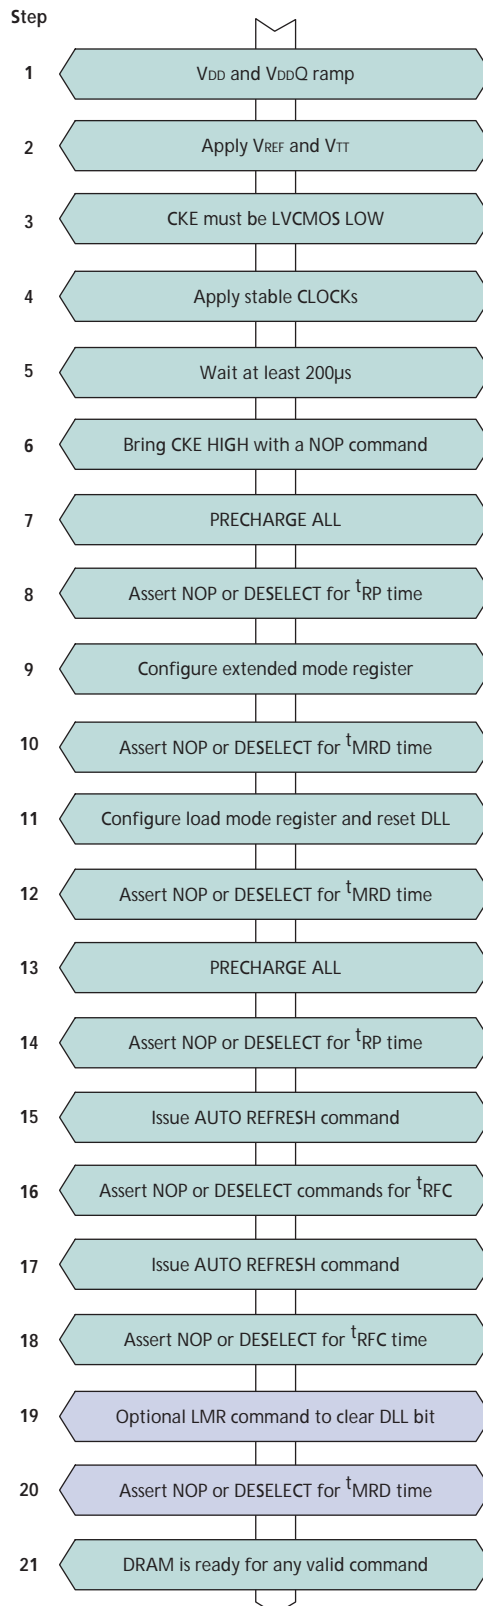 Step
1 VDD and VDDQ ramp
2 Apply VREF and VTT
3 CKE must be LVCMOS LOW
4 Apply stable CLOCKs
5 Wait at least 200µs
6 Bring CKE HIGH with a NOP command
7 PRECHARGE ALL
8 Assert NOP or DESELECT for tRP time
9 Configure extended mode register
10 Assert NOP or DESELECT for tMRD time
11 Configure load mode register and reset DLL
12 Assert NOP or DESELECT for tMRD time
13 PRECHARGE ALL
14 Assert NOP or DESELECT for tRP time
15 Issue AUTO REFRESH command
16 Assert NOP or DESELECT commands for tRFC
17 Issue AUTO REFRESH command
18 Assert NOP or DESELECT for tRFC time
19 Optional LMR command to clear DLL bit
20 Assert NOP or DESELECT for tMRD time
21 DRAM is ready for any valid command